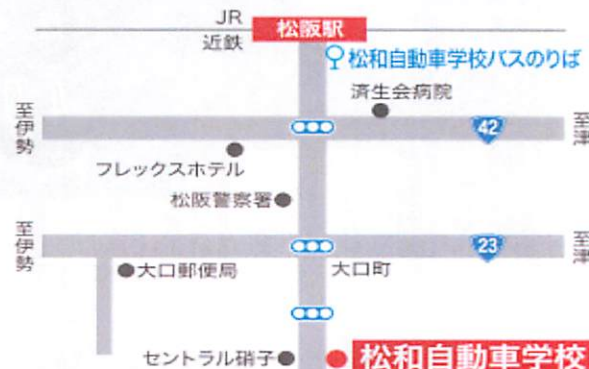 JR
松阪駅
近鉄
松和自動車学校バスのりば
済生会病院
至伊勢
42
至津
フレックスホテル
松阪警察署
至伊勢
23
至津
大口郵便局
大口町
セントラル硝子
松和自動車学校